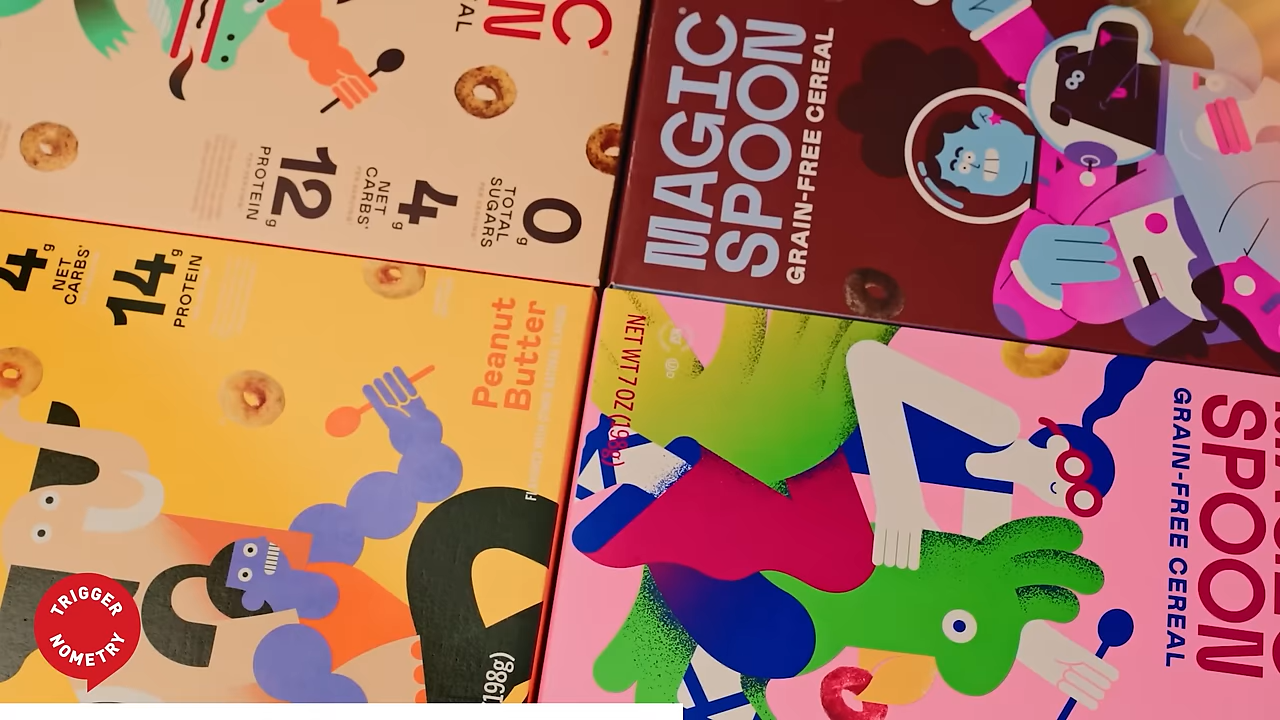 C
N
AL
12g
PROTEIN
4g
NET
CARBS'
0g
TOTAL
SUGARS
MAGIC
SPOON
GRAIN-FREE CEREAL
4g
NET
CARBS'
14g
PROTEIN
Peanut
Butter
(198g)
NET WT. 7 OZ (198g)
SPOON
GRAIN-FREE CEREAL
TRIGGER
NOMETRY